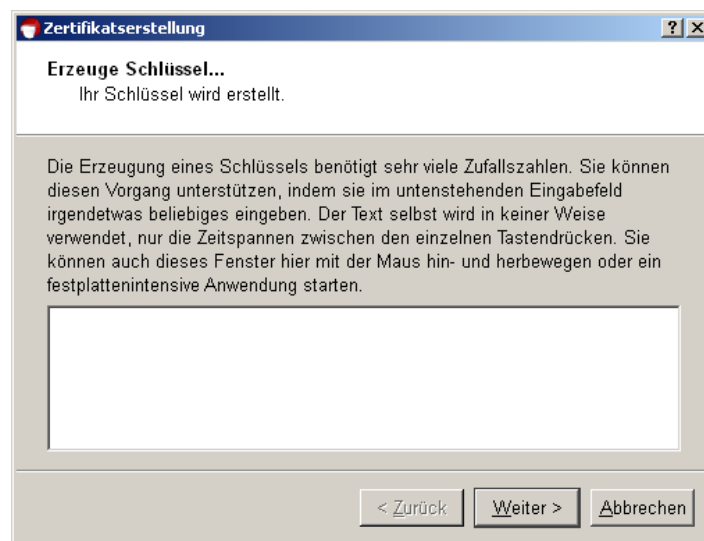 Zertifikatserstellung
Erzeuge Schlüssel...
Ihr Schlüssel wird erstellt.
Die Erzeugung eines Schlüssels benötigt sehr viele Zufallszahlen. Sie können
diesen Vorgang unterstützen, indem sie im untenstehenden Eingabefeld
irgendetwas beliebiges eingeben. Der Text selbst wird in keiner Weise
verwendet, nur die Zeitspannen zwischen den einzelnen Tastendrücken. Sie
können auch dieses Fenster hier mit der Maus hin- und herbewegen oder ein
festplattenintensive Anwendung starten.
< Zurück Weiter > Abbrechen